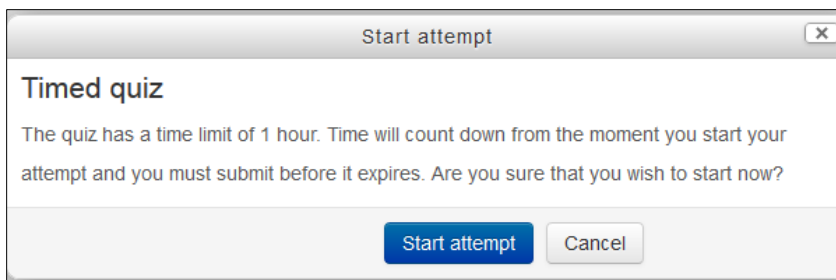 Start attempt
Timed quiz
The quiz has a time limit of 1 hour. Time will count down from the moment you start your
attempt and you must submit before it expires. Are you sure that you wish to start now?
Start attempt Cancel